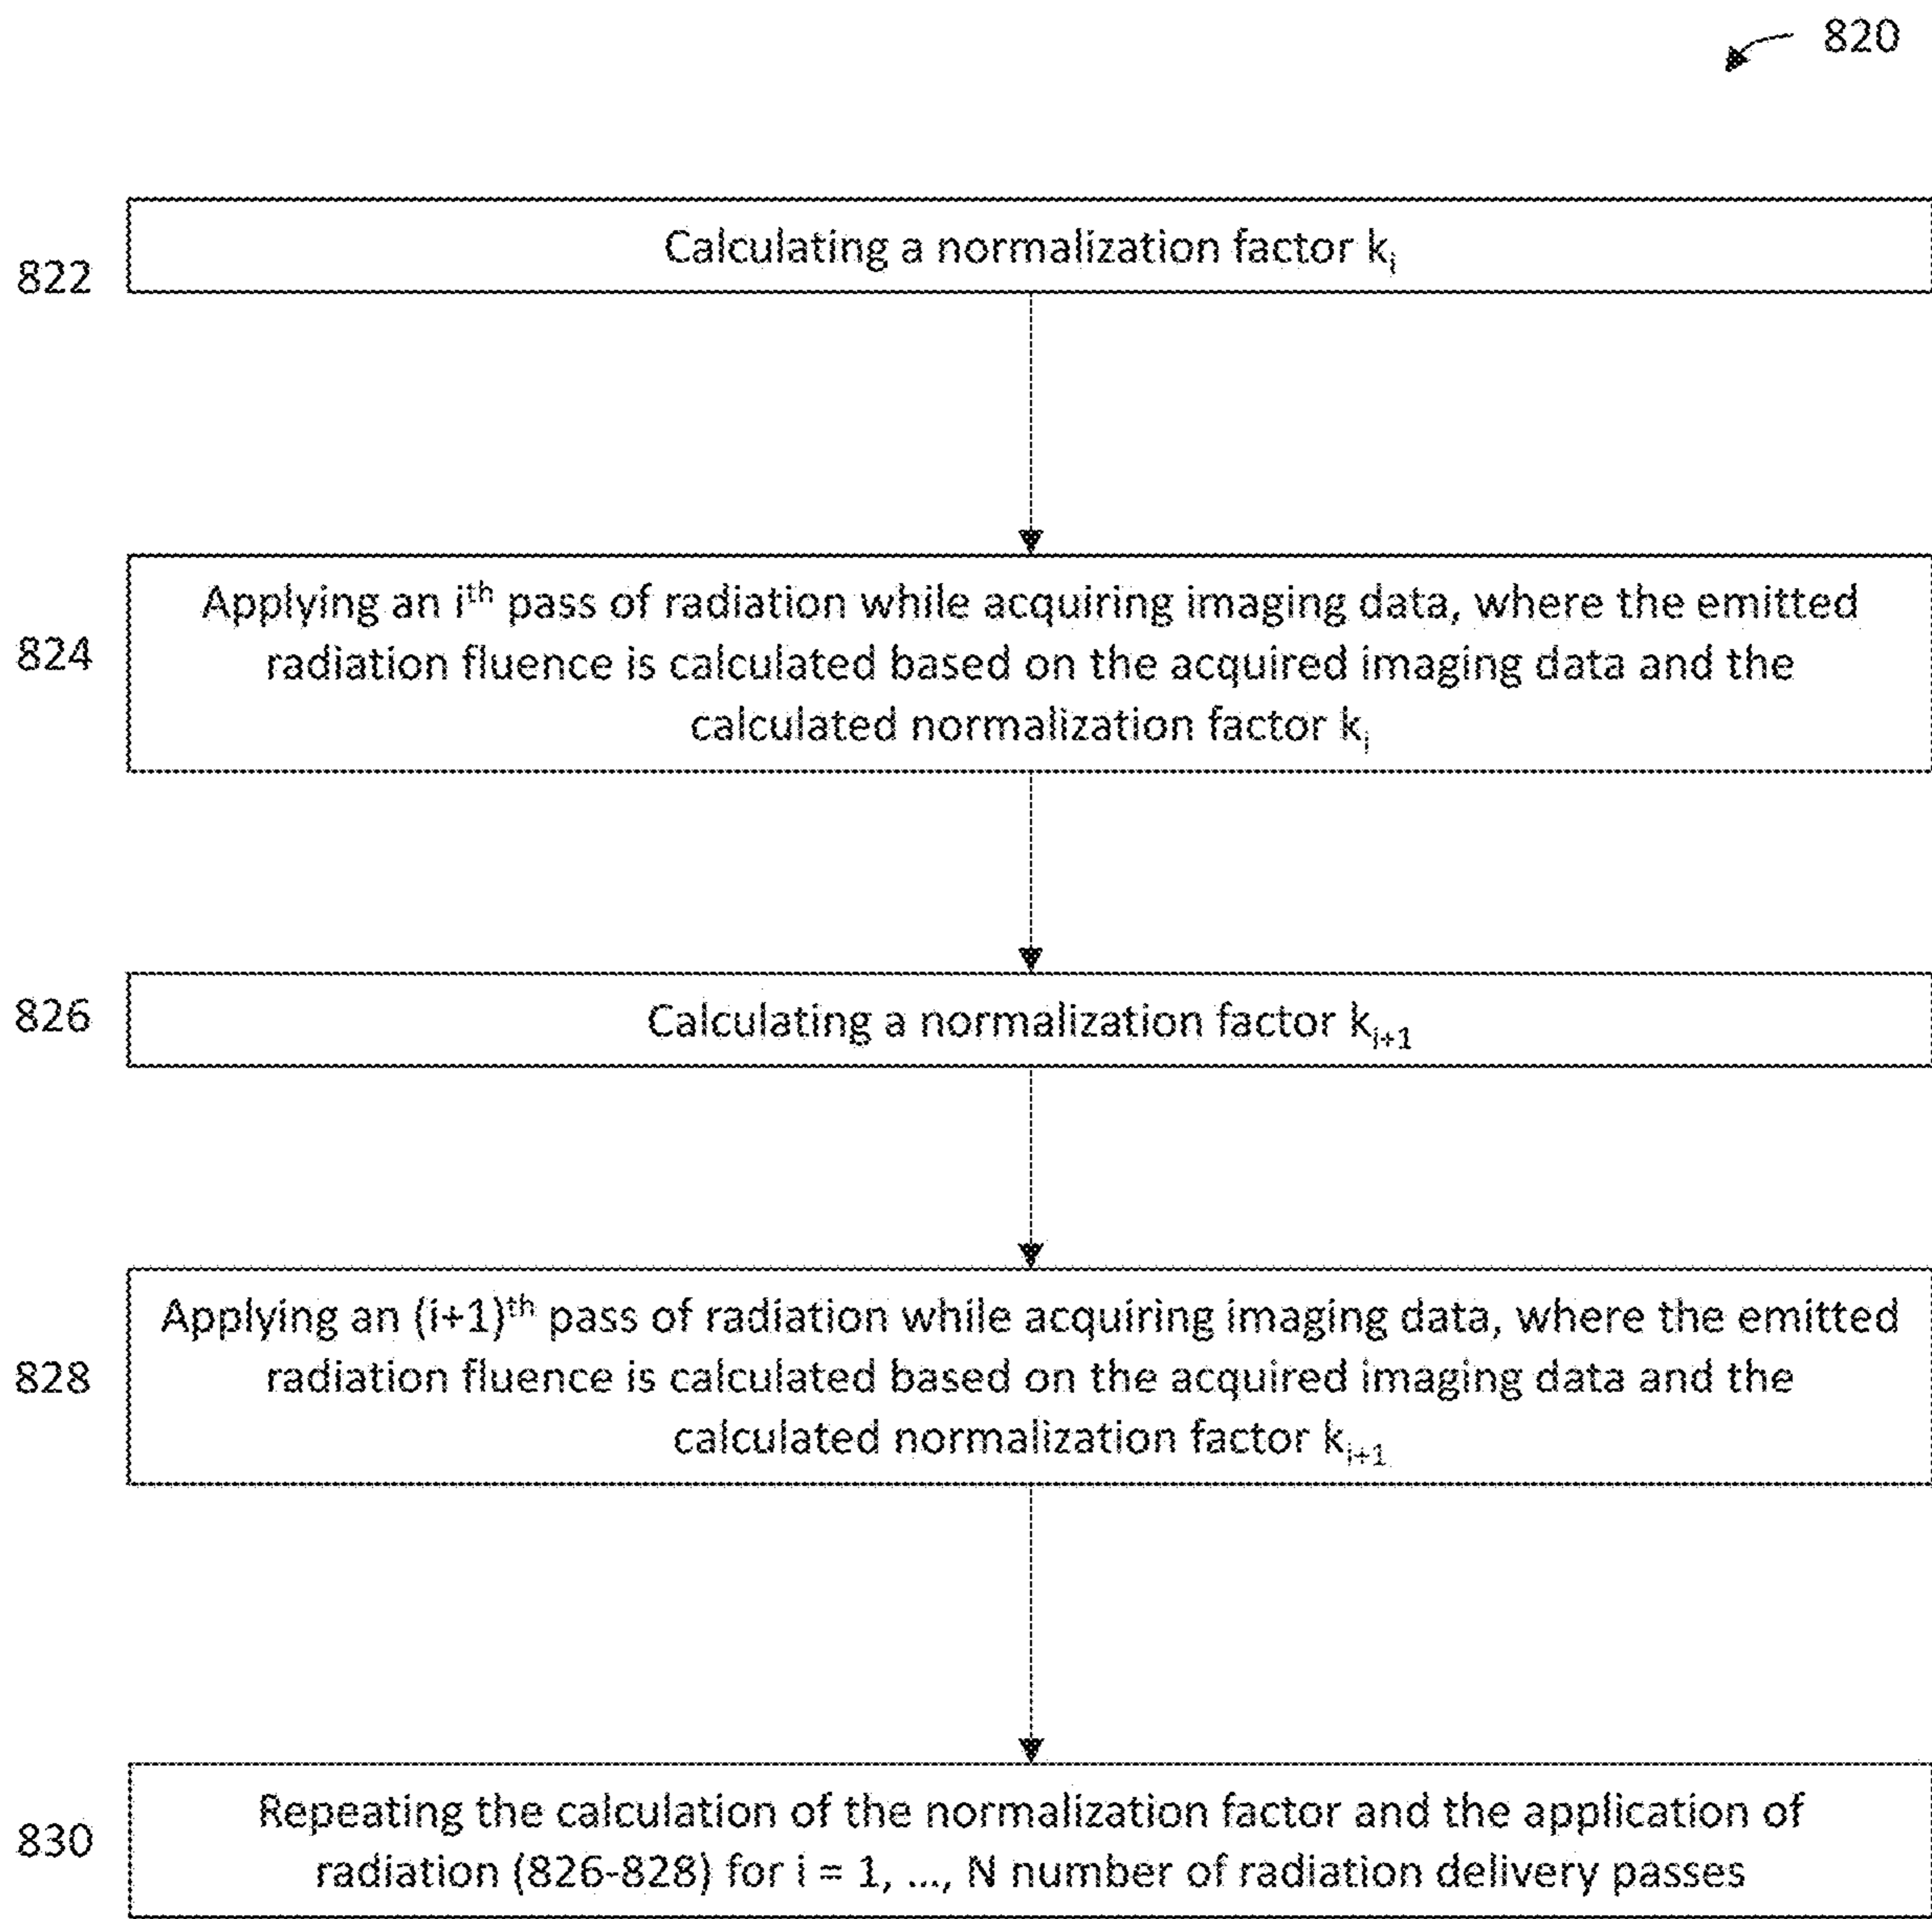 820
822
Calculating a normalization factor kᵢ
824
Applying an iᵗʰ pass of radiation while acquiring imaging data, where the emitted
radiation fluence is calculated based on the acquired imaging data and the
calculated normalization factor kᵢ
826
Calculating a normalization factor kᵢ₊₁
828
Applying an (i+1)ᵗʰ pass of radiation while acquiring imaging data, where the emitted
radiation fluence is calculated based on the acquired imaging data and the
calculated normalization factor kᵢ₊₁
830
Repeating the calculation of the normalization factor and the application of
radiation (826-828) for i = 1, ..., N number of radiation delivery passes